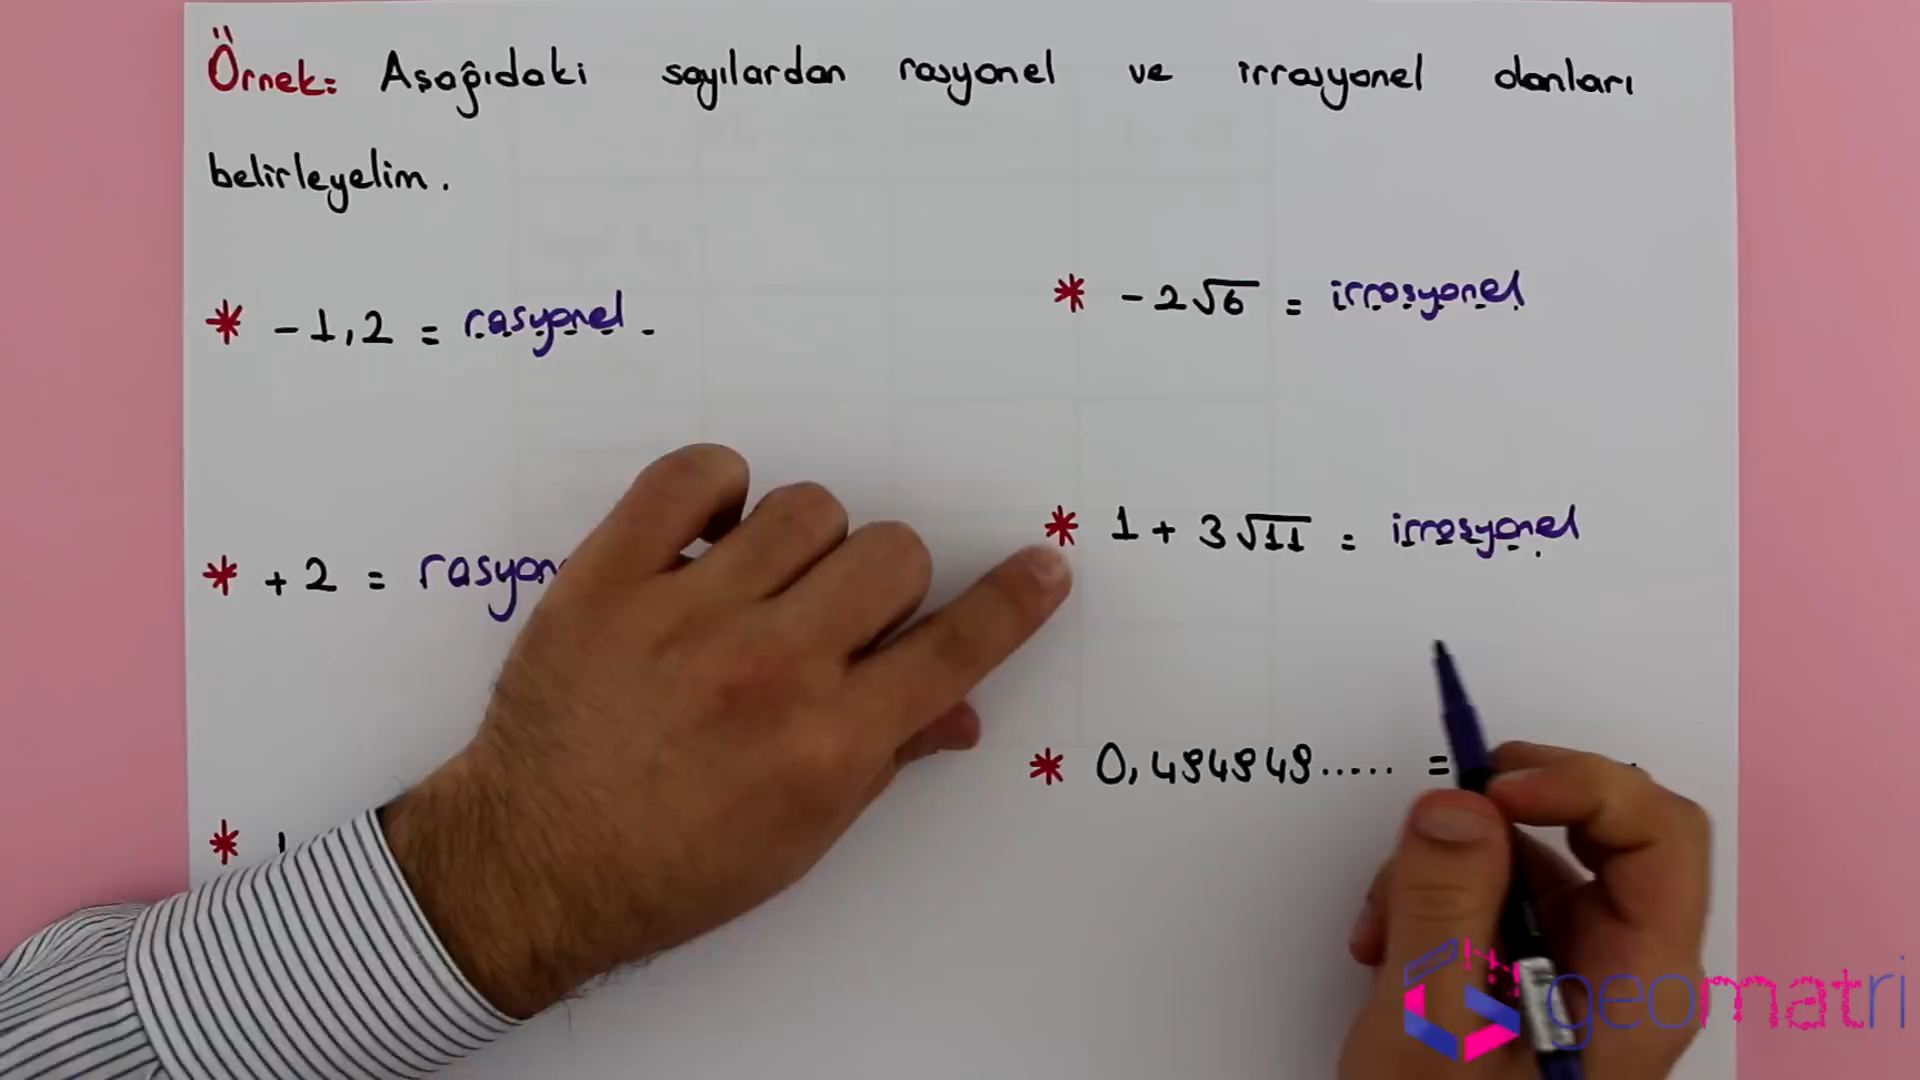 Örnek: Aşağıdaki sayılardan rasyonel ve irrasyonel olanları
belirleyelim.
* -1,2 = rasyonel.
* +2 = rasyon
* -2√6 = irrasyonel
* 1 + 3√11 = irrasyonel
* 0,494949..... =
geomatri